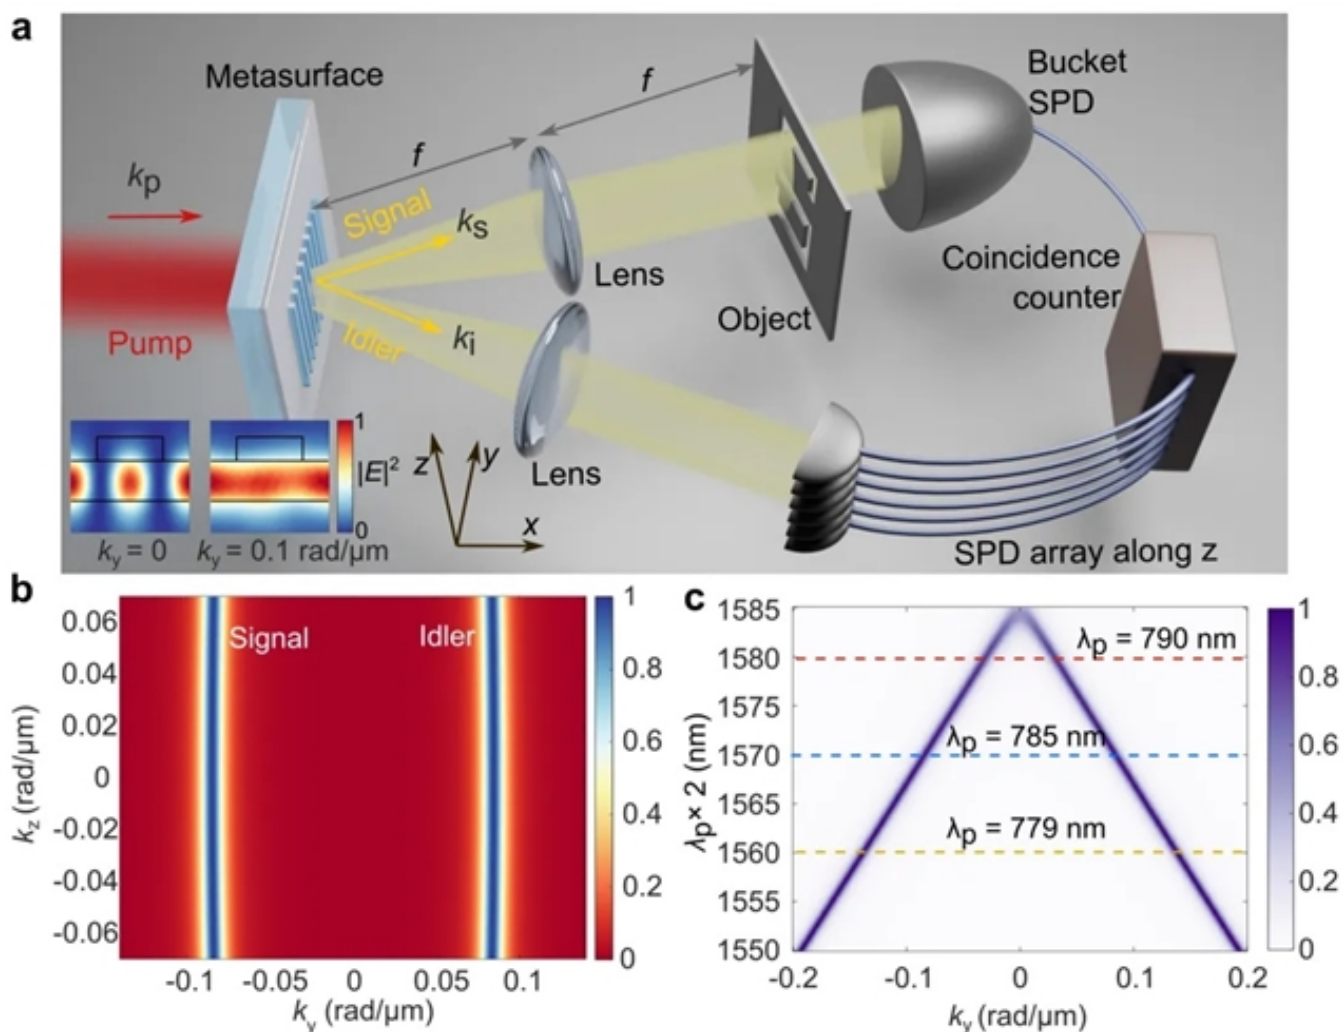 a
Metasurface
f
f
Bucket
SPD
kp
Signal
ks
Lens
Coincidence
counter
Object
Pump
Idler
ki
1
|E|²
0
ky = 0
ky = 0.1 rad/µm
z
y
x
Lens
SPD array along z
b
Signal
Idler
kz (rad/µm)
0.06
0.04
0.02
0
-0.02
-0.04
-0.06
-0.1
-0.05
0
0.05
0.1
ky (rad/µm)
1
0.8
0.6
0.4
0.2
0
c
λp× 2 (nm)
1585
1580
1575
1570
1565
1560
1555
1550
λp = 790 nm
λp = 785 nm
λp = 779 nm
-0.2
-0.1
0
0.1
0.2
ky (rad/µm)
1
0.8
0.6
0.4
0.2
0